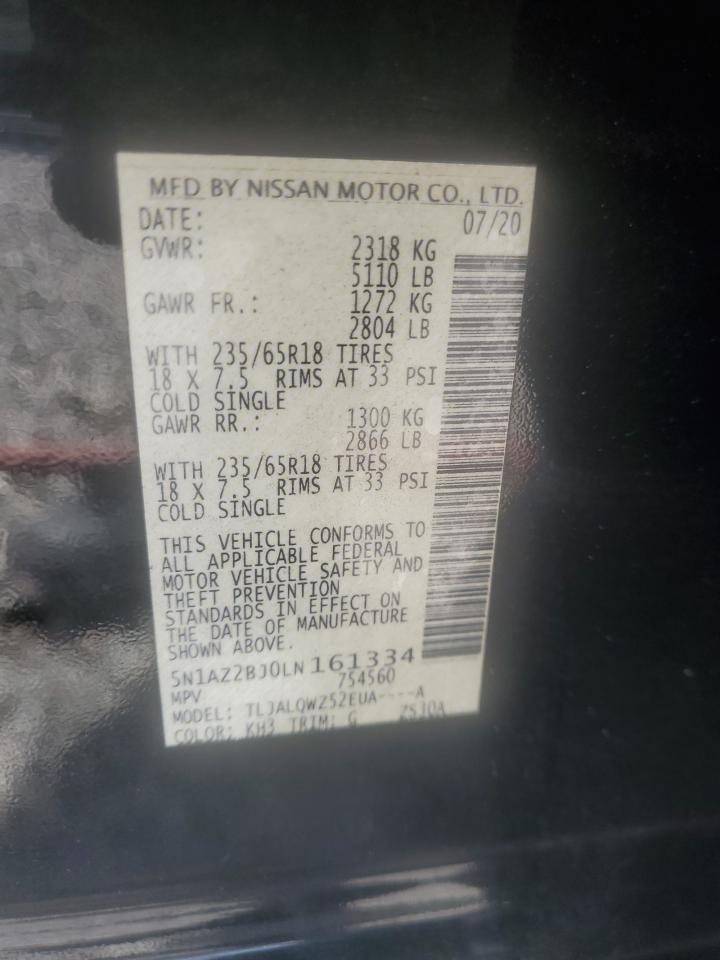 MFD BY NISSAN MOTOR CO., LTD.
DATE: 07/20
GVWR: 2318 KG
5110 LB
GAWR FR.: 1272 KG
2804 LB
WITH 235/65R18 TIRES
18 X 7.5 RIMS AT 33 PSI
COLD SINGLE
GAWR RR.: 1300 KG
2866 LB
WITH 235/65R18 TIRES
18 X 7.5 RIMS AT 33 PSI
COLD SINGLE
THIS VEHICLE CONFORMS TO
ALL APPLICABLE FEDERAL
MOTOR VEHICLE SAFETY AND
THEFT PREVENTION
STANDARDS IN EFFECT ON
THE DATE OF MANUFACTURE
SHOWN ABOVE.
5N1AZ2BJ0LN161334
754560
MPV
MODEL: TLJALQWZ52EUA----A
COLOR: KH3 TRIM: G Z530A